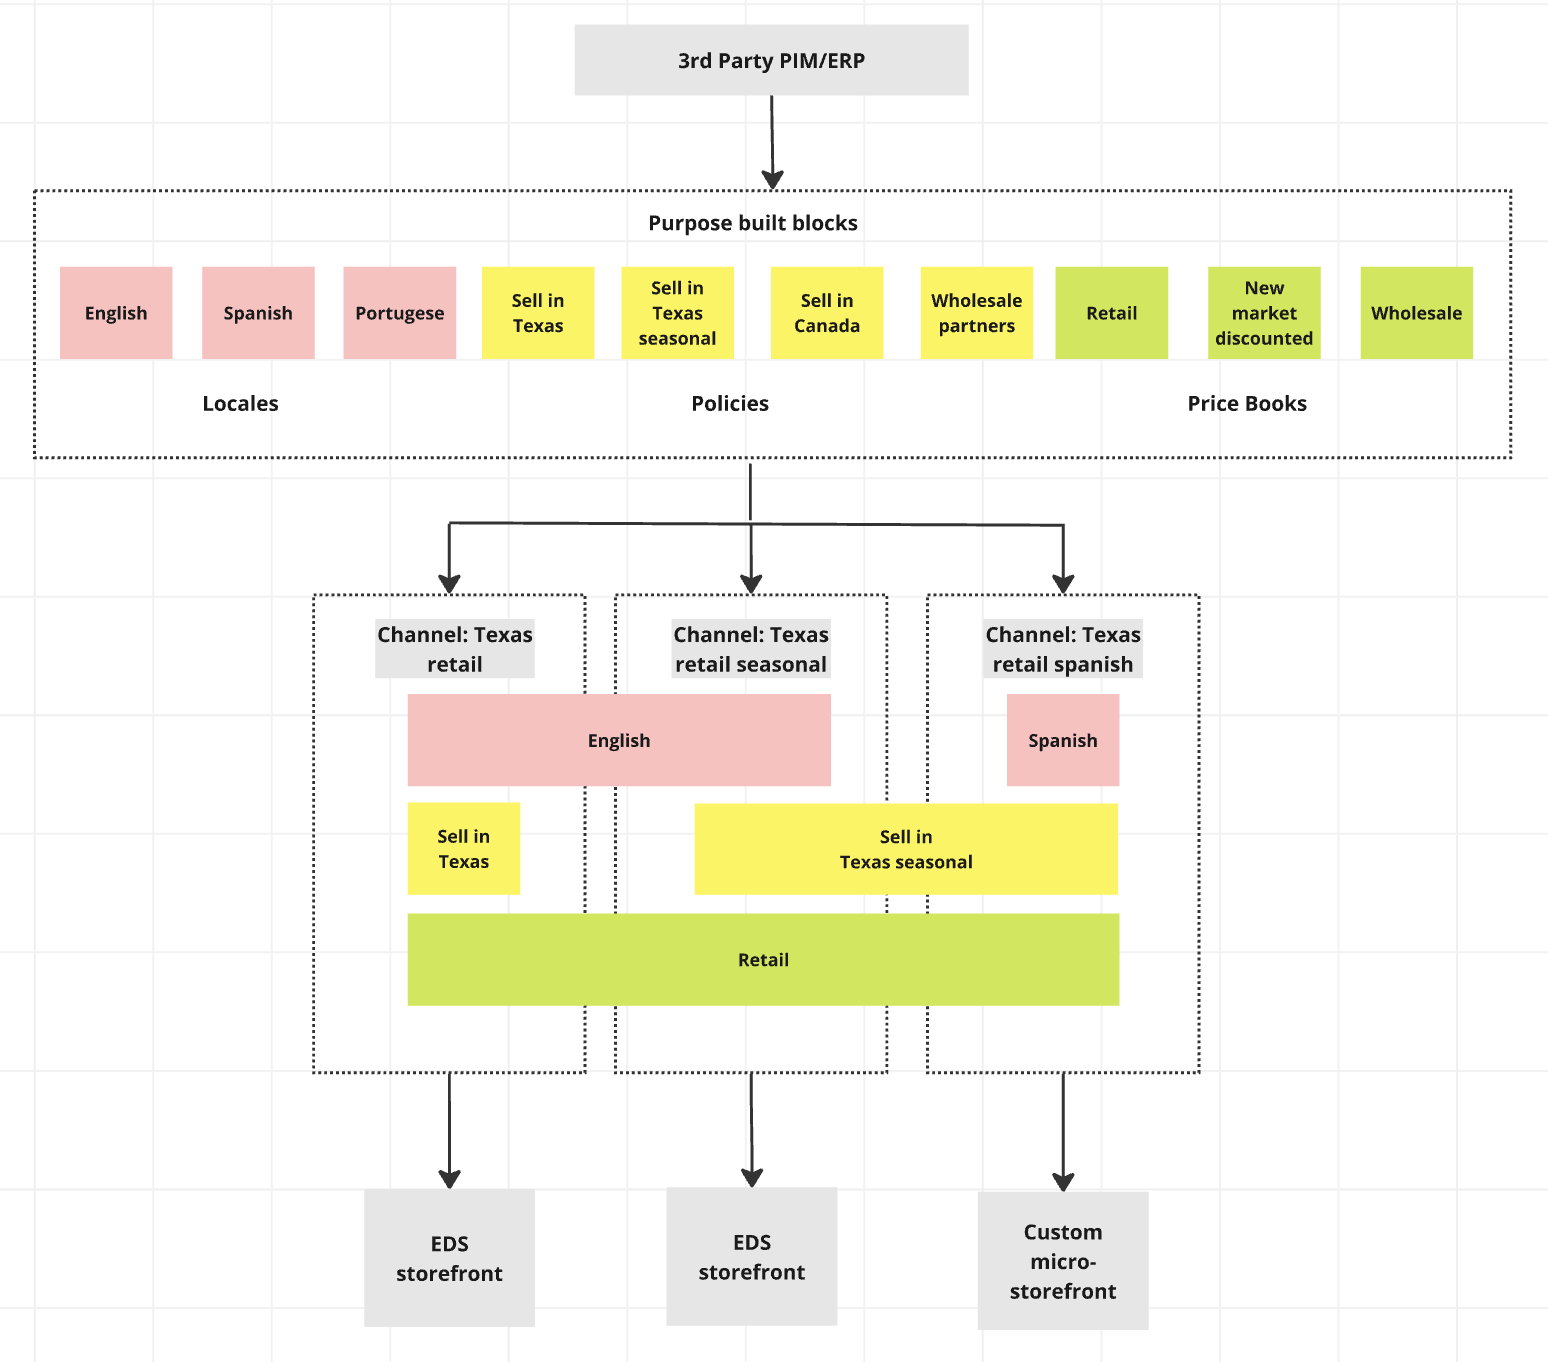 3rd Party PIM/ERP
Purpose built blocks
English
Spanish
Portugese
Sell in
Texas
Sell in
Texas
seasonal
Sell in
Canada
Wholesale
partners
Retail
New
market
discounted
Wholesale
Locales
Policies
Price Books
Channel: Texas
retail
Channel: Texas
retail seasonal
Channel: Texas
retail spanish
English
Spanish
Sell in
Texas
Sell in
Texas seasonal
Retail
EDS
storefront
EDS
storefront
Custom
micro-
storefront